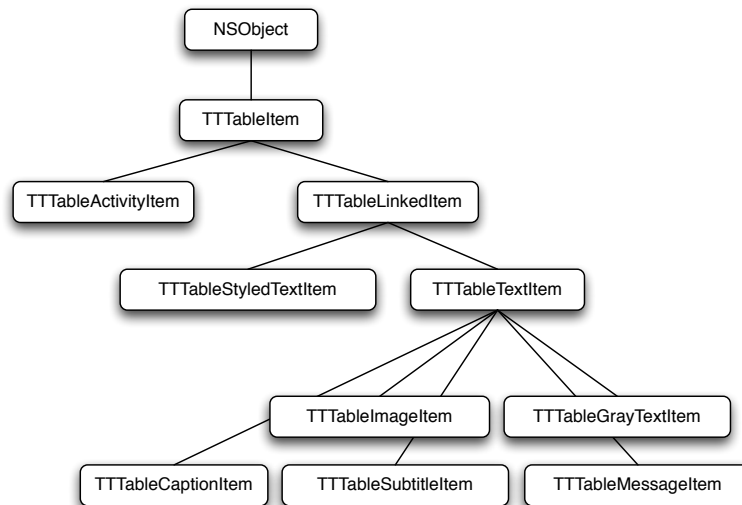 NSObject
TTTableItem
TTTableActivityItem
TTTableLinkedItem
TTTableStyledTextItem
TTTableTextItem
TTTableImageItem
TTTableGrayTextItem
TTTableCaptionItem
TTTableSubtitleItem
TTTableMessageItem